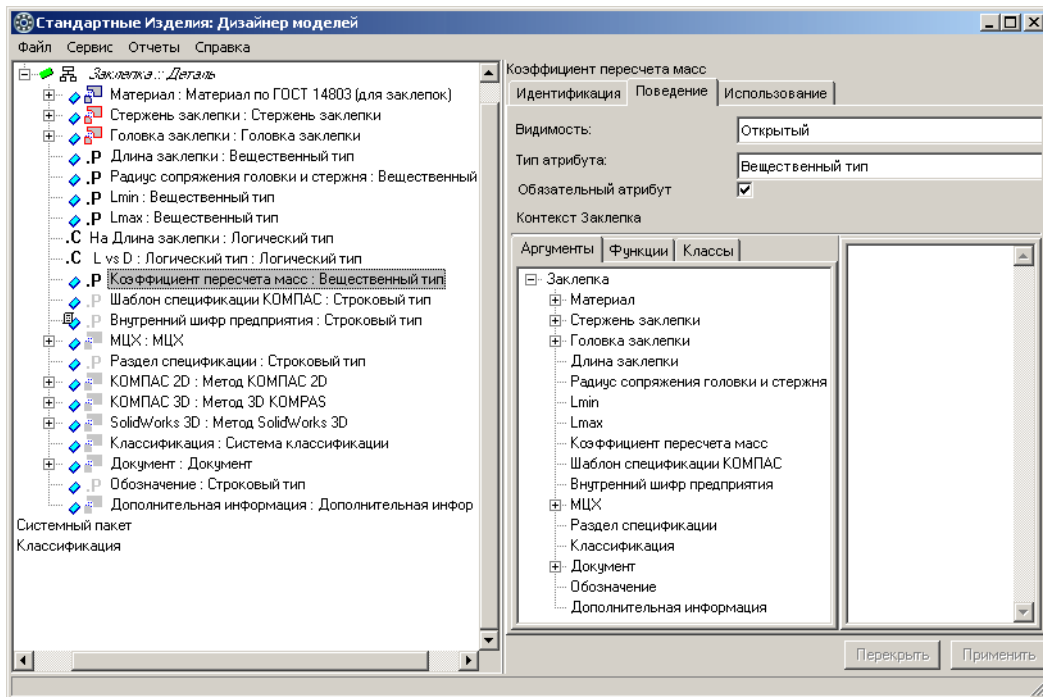 Стандартные Изделия: Дизайнер моделей
Файл Сервис Отчеты Справка
Заклепка :: Деталь
Материал : Материал по ГОСТ 14803 (для заклепок)
Стержень заклепки : Стержень заклепки
Головка заклепки : Головка заклепки
.P Длина заклепки : Вещественный тип
.P Радиус сопряжения головки и стержня : Вещественный
.P Lmin : Вещественный тип
.P Lmax : Вещественный тип
.C На Длина заклепки : Логический тип
.C L vs D : Логический тип : Логический тип
.P Коэффициент пересчета масс : Вещественный тип
.P Шаблон спецификации КОМПАС : Строковый тип
.P Внутренний шифр предприятия : Строковый тип
МЦХ : МЦХ
.P Раздел спецификации : Строковый тип
КОМПАС 2D : Метод КОМПАС 2D
КОМПАС 3D : Метод 3D KOMPAS
SolidWorks 3D : Метод SolidWorks 3D
Классификация : Система классификации
Документ : Документ
.P Обозначение : Строковый тип
Дополнительная информация : Дополнительная инфор
Системный пакет
Классификация
Коэффициент пересчета масс
Идентификация Поведение Использование
Видимость: Открытый
Тип атрибута: Вещественный тип
Обязательный атрибут
Контекст Заклепка
Аргументы Функции Классы
Заклепка
Материал
Стержень заклепки
Головка заклепки
Длина заклепки
Радиус сопряжения головки и стержня
Lmin
Lmax
Коэффициент пересчета масс
Шаблон спецификации КОМПАС
Внутренний шифр предприятия
МЦХ
Раздел спецификации
Классификация
Документ
Обозначение
Дополнительная информация
Перекрыть Применить